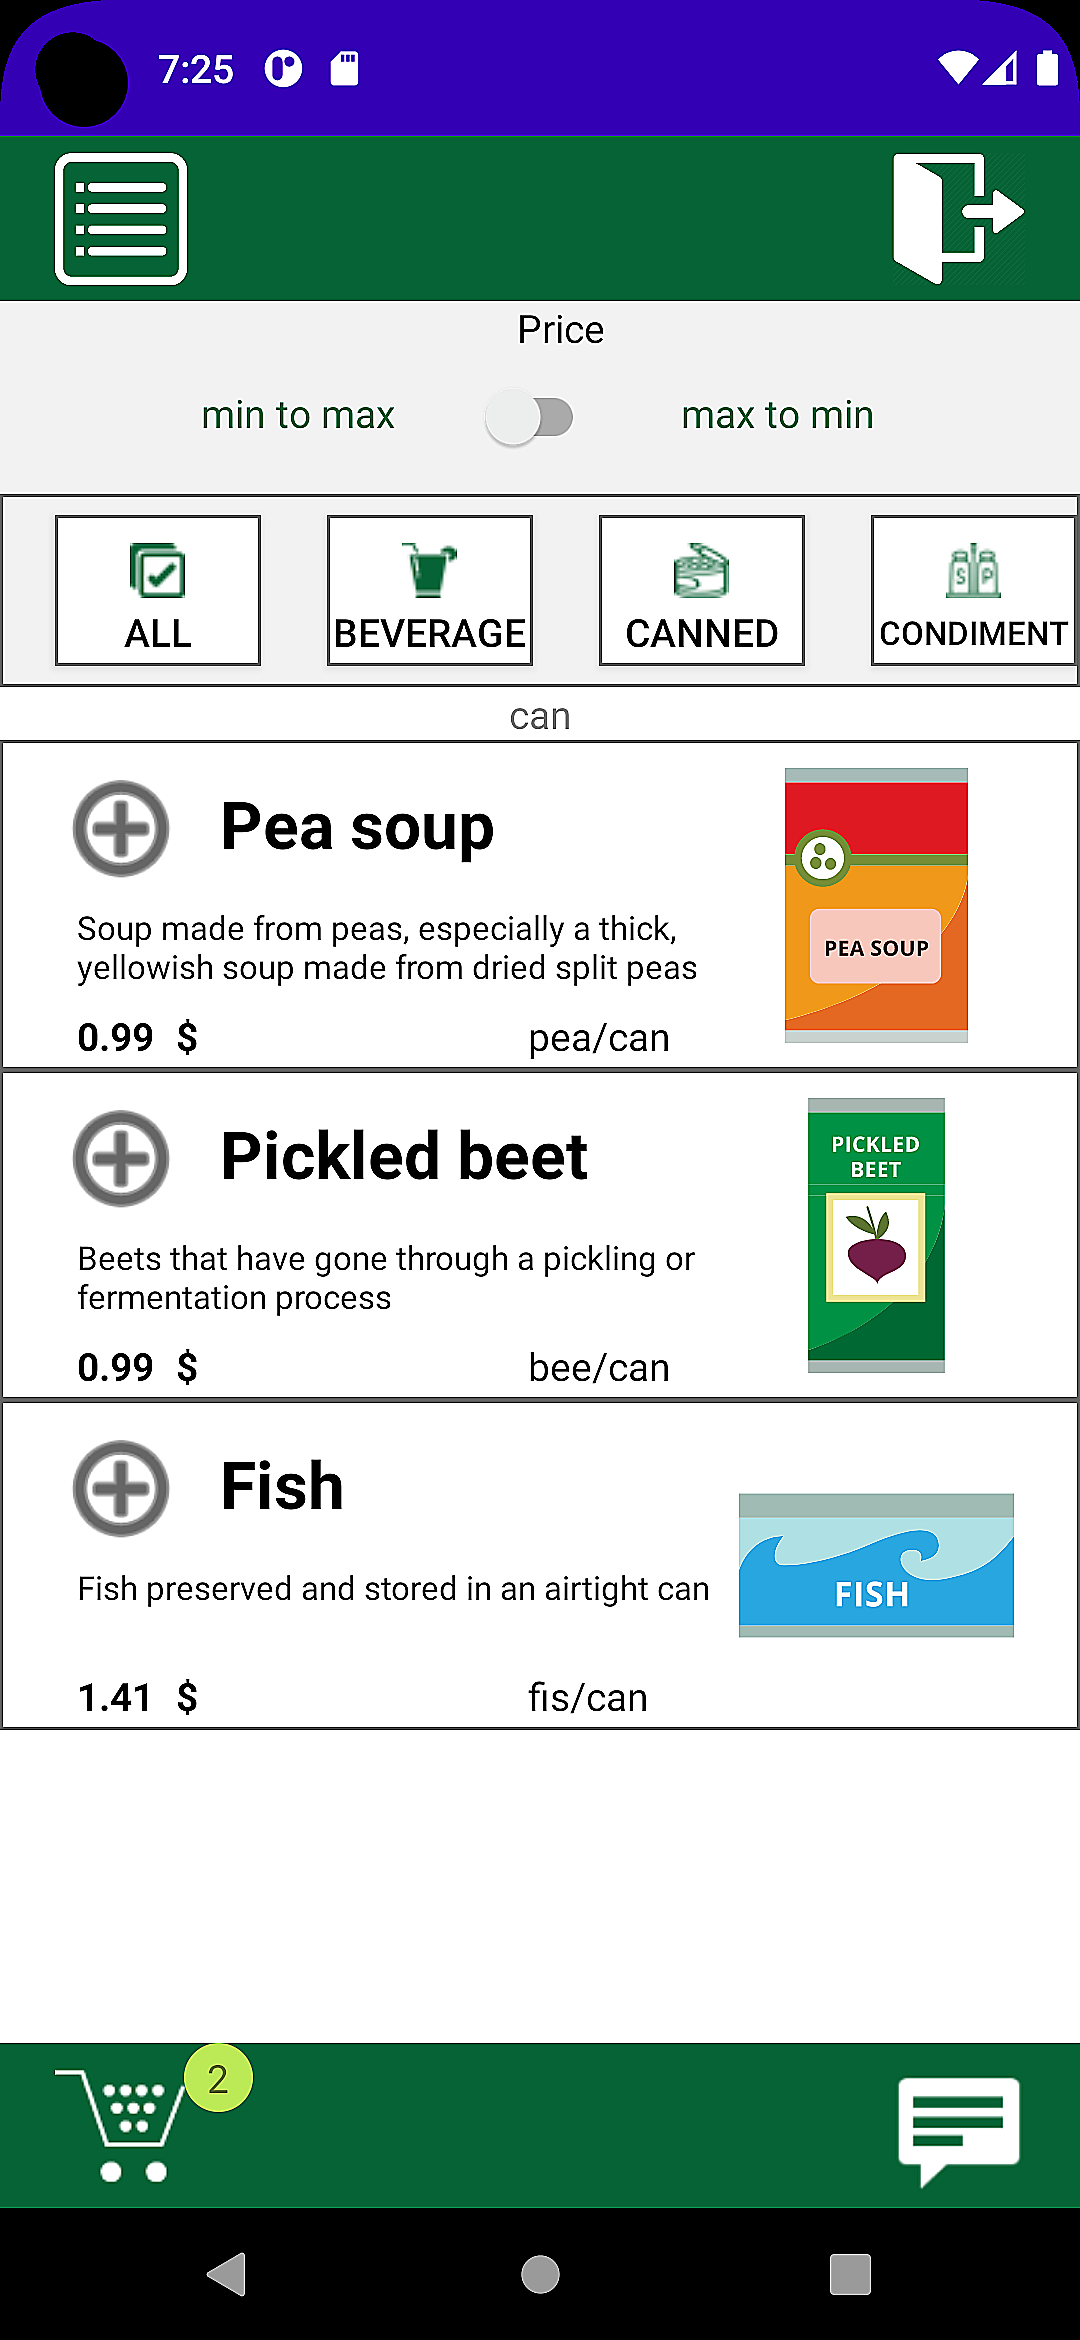 7:25
Price
min to max
max to min
ALL
BEVERAGE
CANNED
CONDIMENT
S P
can
Pea soup
Soup made from peas, especially a thick,
yellowish soup made from dried split peas
0.99 $
pea/can
PEA SOUP
Pickled beet
Beets that have gone through a pickling or
fermentation process
0.99 $
bee/can
PICKLED
BEET
Fish
Fish preserved and stored in an airtight can
1.41 $
fis/can
FISH
2